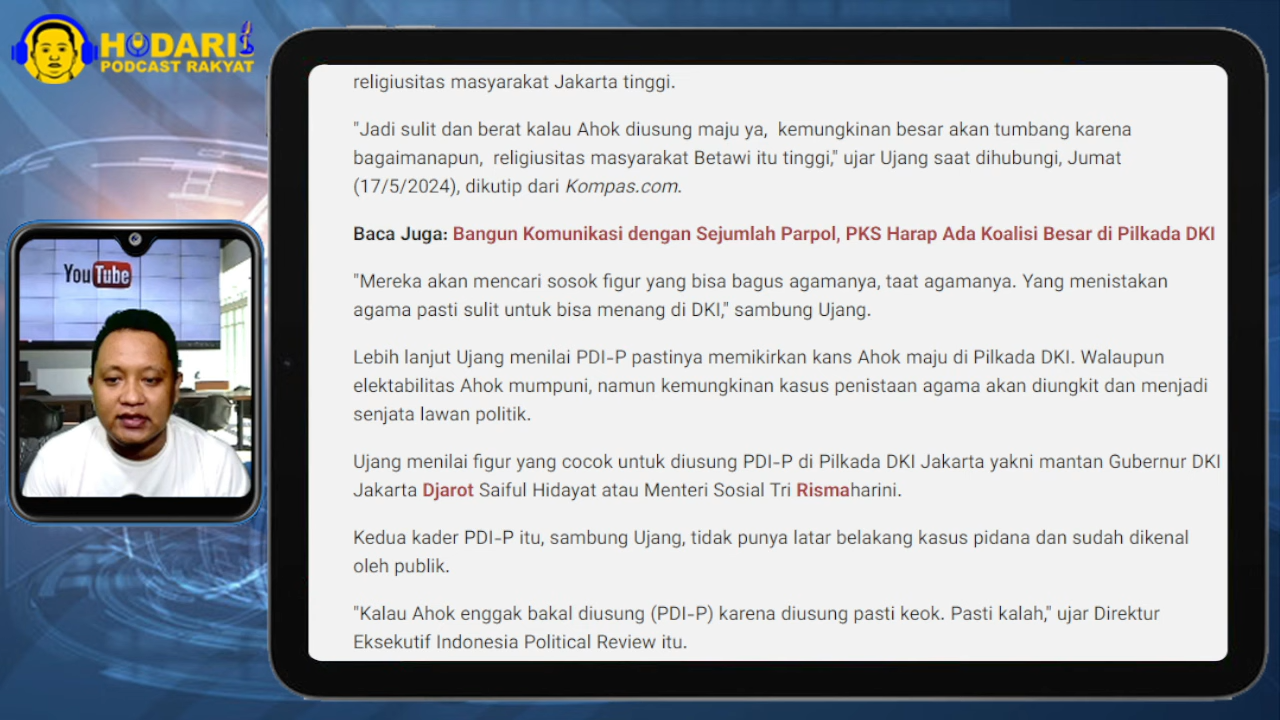 HODARI
PODCAST RAKYAT
YouTube
religiusitas masyarakat Jakarta tinggi.
"Jadi sulit dan berat kalau Ahok diusung maju ya, kemungkinan besar akan tumbang karena
bagaimanapun, religiusitas masyarakat Betawi itu tinggi," ujar Ujang saat dihubungi, Jumat
(17/5/2024), dikutip dari Kompas.com.
Baca Juga: Bangun Komunikasi dengan Sejumlah Parpol, PKS Harap Ada Koalisi Besar di Pilkada DKI
"Mereka akan mencari sosok figur yang bisa bagus agamanya, taat agamanya. Yang menistakan
agama pasti sulit untuk bisa menang di DKI," sambung Ujang.
Lebih lanjut Ujang menilai PDI-P pastinya memikirkan kans Ahok maju di Pilkada DKI. Walaupun
elektabilitas Ahok mumpuni, namun kemungkinan kasus penistaan agama akan diungkit dan menjadi
senjata lawan politik.
Ujang menilai figur yang cocok untuk diusung PDI-P di Pilkada DKI Jakarta yakni mantan Gubernur DKI
Jakarta Djarot Saiful Hidayat atau Menteri Sosial Tri Rismaharini.
Kedua kader PDI-P itu, sambung Ujang, tidak punya latar belakang kasus pidana dan sudah dikenal
oleh publik.
"Kalau Ahok enggak bakal diusung (PDI-P) karena diusung pasti keok. Pasti kalah," ujar Direktur
Eksekutif Indonesia Political Review itu.